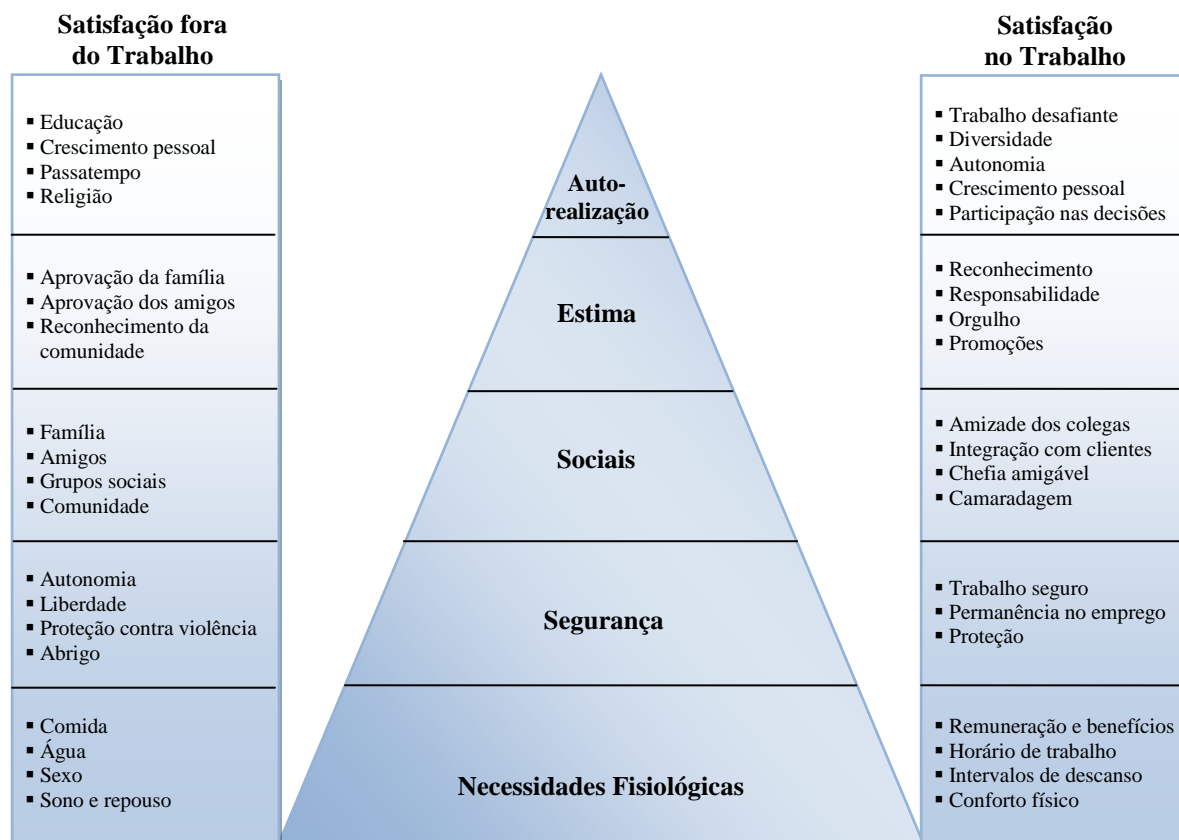 Satisfação fora
do Trabalho
▪ Educação
▪ Crescimento pessoal
▪ Passatempo
▪ Religião
▪ Aprovação da família
▪ Aprovação dos amigos
▪ Reconhecimento da
comunidade
▪ Família
▪ Amigos
▪ Grupos sociais
▪ Comunidade
▪ Autonomia
▪ Liberdade
▪ Proteção contra violência
▪ Abrigo
▪ Comida
▪ Água
▪ Sexo
▪ Sono e repouso
Auto-
realização
Estima
Sociais
Segurança
Necessidades Fisiológicas
Satisfação
no Trabalho
▪ Trabalho desafiante
▪ Diversidade
▪ Autonomia
▪ Crescimento pessoal
▪ Participação nas decisões
▪ Reconhecimento
▪ Responsabilidade
▪ Orgulho
▪ Promoções
▪ Amizade dos colegas
▪ Integração com clientes
▪ Chefia amigável
▪ Camaradagem
▪ Trabalho seguro
▪ Permanência no emprego
▪ Proteção
▪ Remuneração e benefícios
▪ Horário de trabalho
▪ Intervalos de descanso
▪ Conforto físico